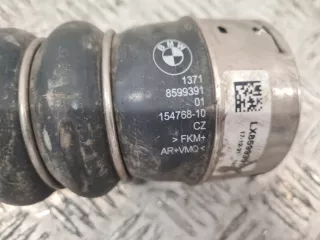 BMW
1371
8599391
01
154768-10
CZ
> FKM+
AR+VMQ <